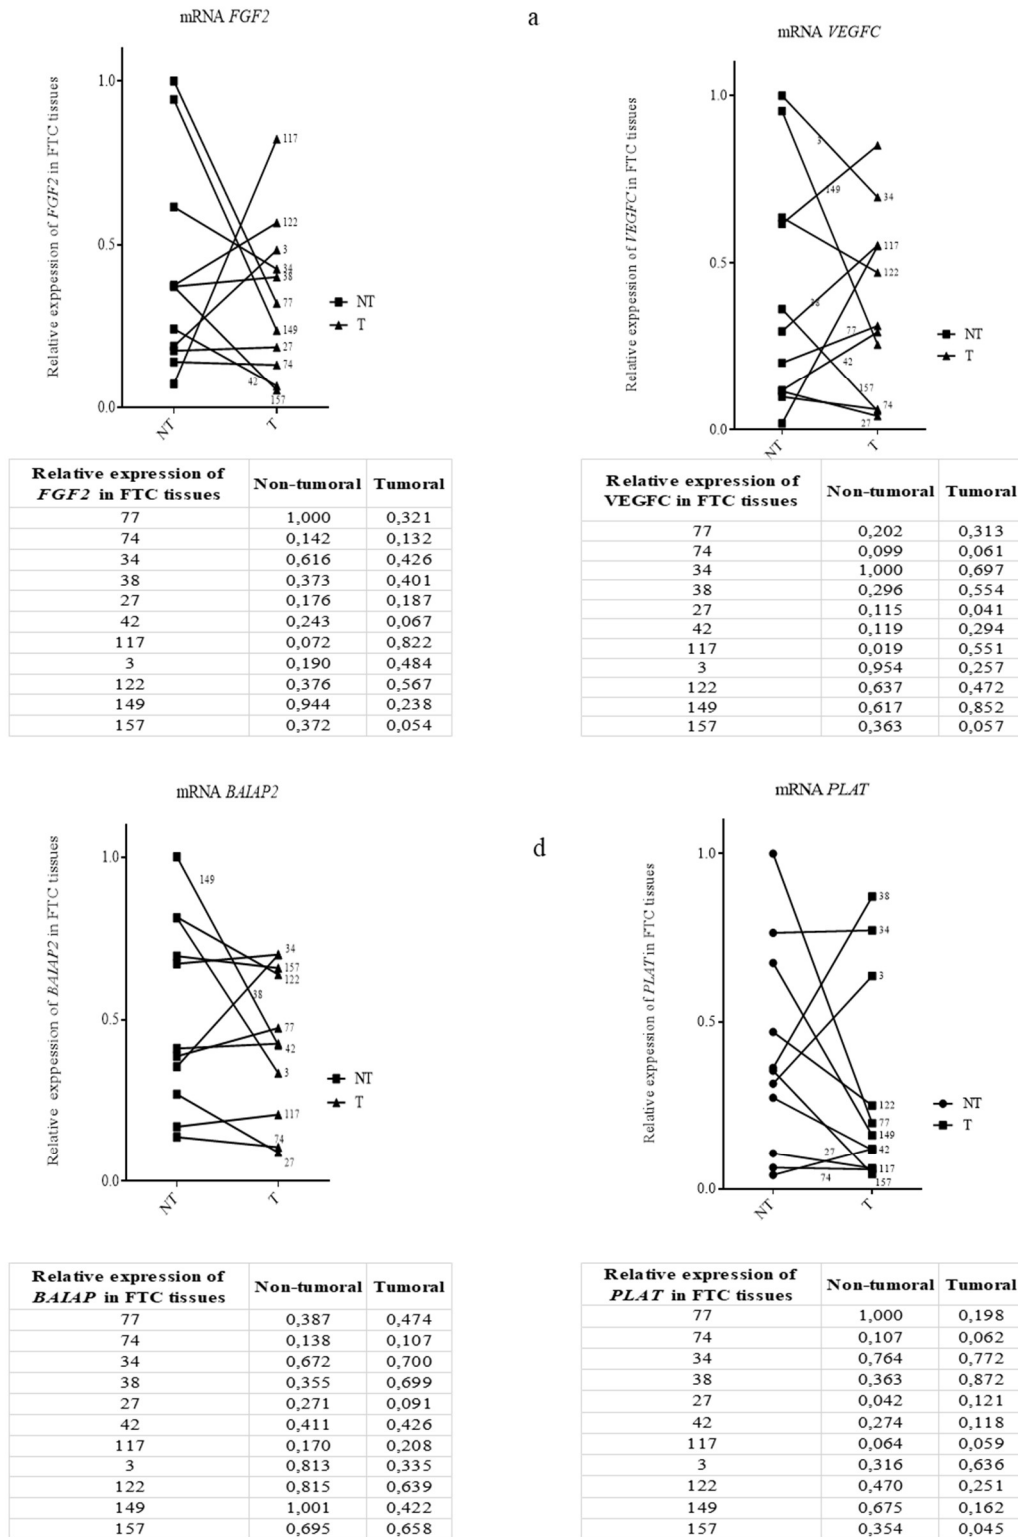 mRNA FGF2
a
mRNA VEGFC
Relative exppession of FGF2 in FTC tissues
1.0
0.5
0.0
117
122
3
34
38
77
149
27
74
42
157
NT
T
NT
T
Relative exppession of VEGFC in FTC tissues
1.0
0.5
0.0
3
149
34
117
122
38
77
42
157
74
27
NT
T
NT
T
Relative expression of
FGF2 in FTC tissues
Non-tumoral
Tumoral
77 1,000 0,321
74 0,142 0,132
34 0,616 0,426
38 0,373 0,401
27 0,176 0,187
42 0,243 0,067
117 0,072 0,822
3 0,190 0,484
122 0,376 0,567
149 0,944 0,238
157 0,372 0,054
Relative expression of
VEGFC in FTC tissues
Non-tumoral
Tumoral
77 0,202 0,313
74 0,099 0,061
34 1,000 0,697
38 0,296 0,554
27 0,115 0,041
42 0,119 0,294
117 0,019 0,551
3 0,954 0,257
122 0,637 0,472
149 0,617 0,852
157 0,363 0,057
mRNA BAIAP2
d
mRNA PLAT
Relative exppession of BAIAP2 in FTC tissues
1.0
0.5
0.0
149
34
157
122
38
77
42
3
117
74
27
NT
T
NT
T
Relative exppession of PLAT in FTC tissues
1.0
0.5
0.0
38
34
3
122
77
149
42
27
117
74
157
NT
T
NT
T
Relative expression of
BAIAP in FTC tissues
Non-tumoral
Tumoral
77 0,387 0,474
74 0,138 0,107
34 0,672 0,700
38 0,355 0,699
27 0,271 0,091
42 0,411 0,426
117 0,170 0,208
3 0,813 0,335
122 0,815 0,639
149 1,001 0,422
157 0,695 0,658
Relative expression of
PLAT in FTC tissues
Non-tumoral
Tumoral
77 1,000 0,198
74 0,107 0,062
34 0,764 0,772
38 0,363 0,872
27 0,042 0,121
42 0,274 0,118
117 0,064 0,059
3 0,316 0,636
122 0,470 0,251
149 0,675 0,162
157 0,354 0,045